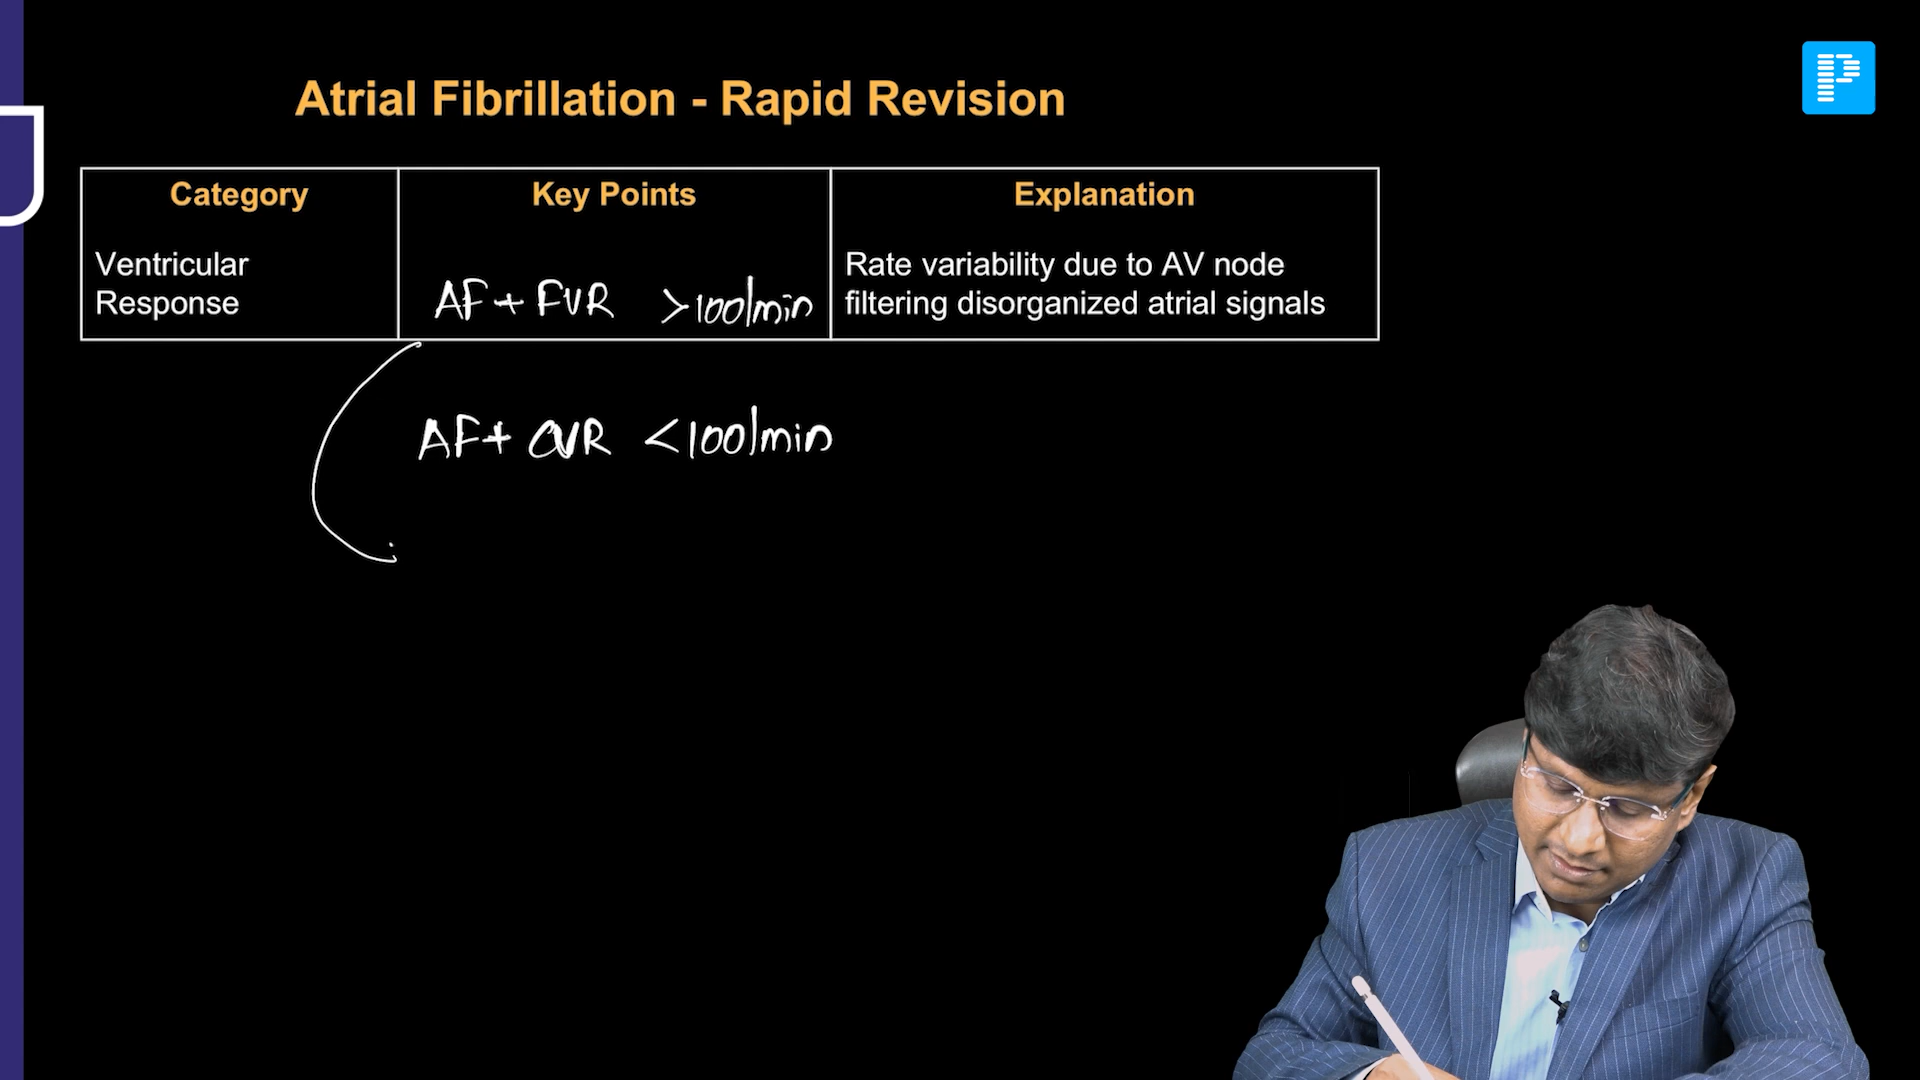 Atrial Fibrillation - Rapid Revision
Category
Key Points
Explanation
Ventricular
Response
AF + FVR >100/min
Rate variability due to AV node
filtering disorganized atrial signals
AF + CVR <100/min